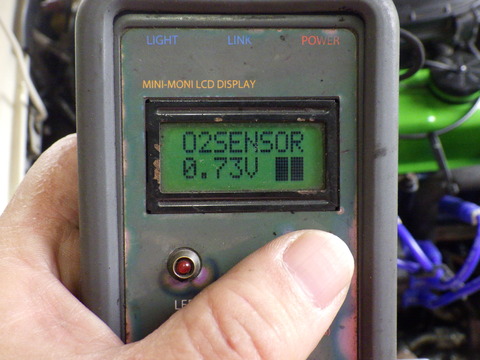 LIGHT LINK POWER
MINI-MONI LCD DISPLAY
O2SENSOR
0.73V